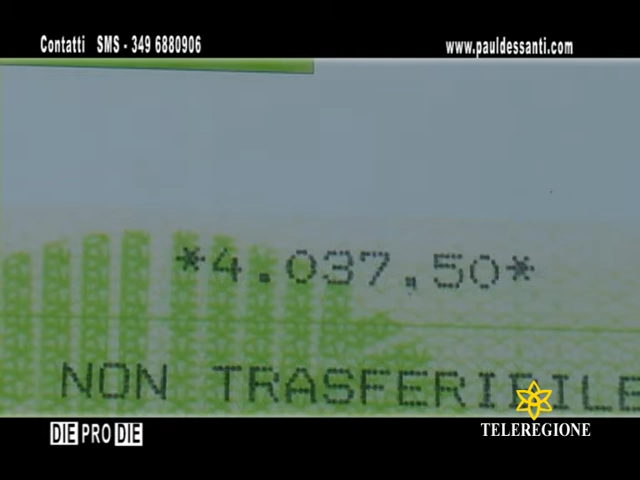 Contatti SMS - 349 6880906
www.pauldessanti.com
*4.037,50*
NON TRASFERIBILE
DIE PRO DIE
TELEREGIONE